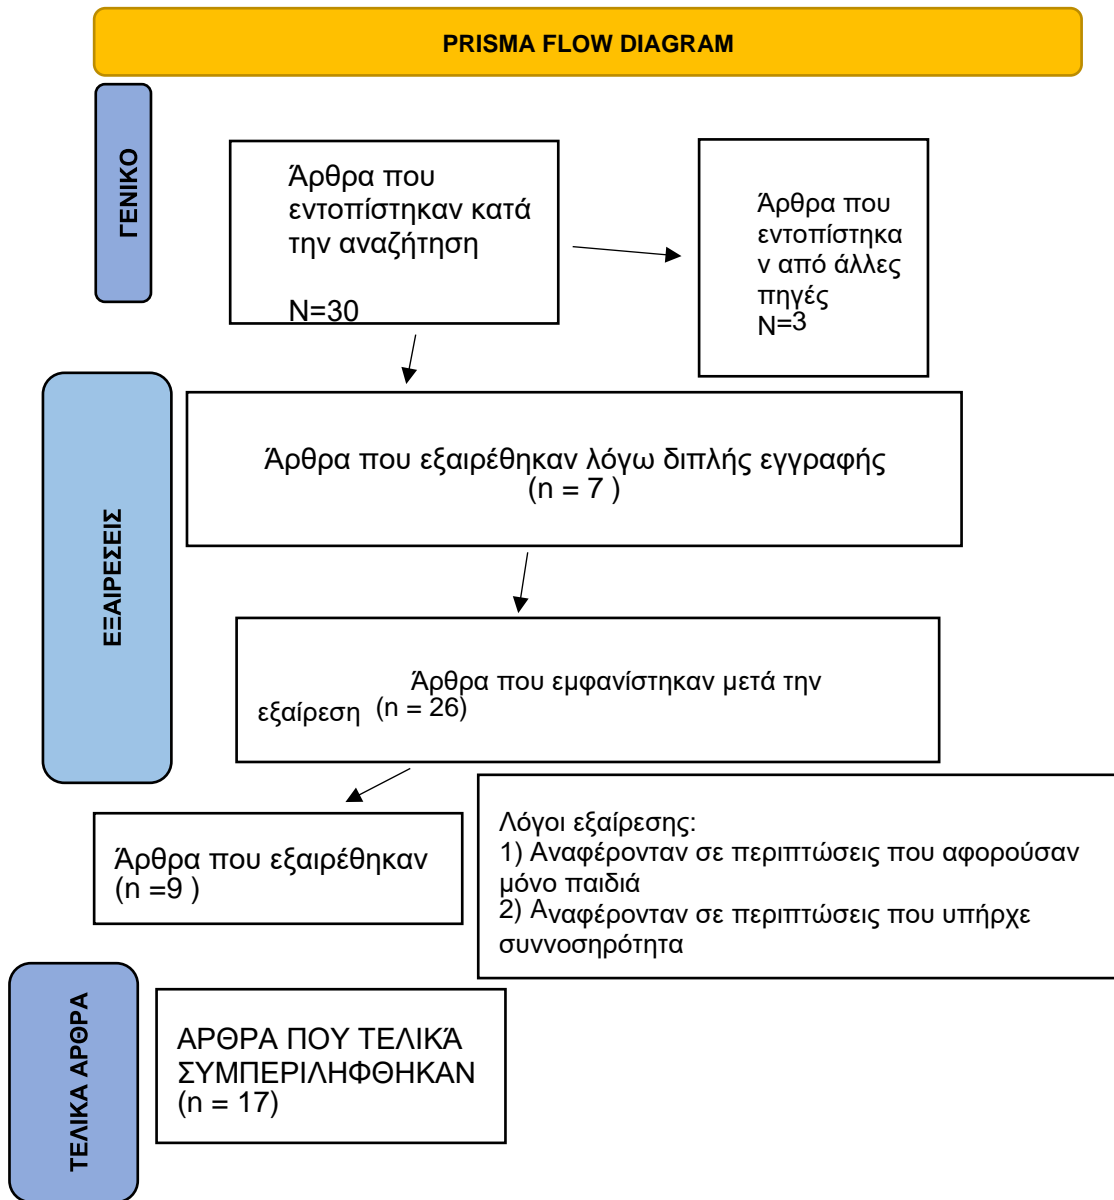 PRISMA FLOW DIAGRAM
ΓΕΝΙΚΟ
Άρθρα που
εντοπίστηκαν κατά
την αναζήτηση
N=30
Άρθρα που
εντοπίστηκα
ν από άλλες
πηγές
N=3
ΕΞΑΙΡΕΣΕΙΣ
Άρθρα που εξαιρέθηκαν λόγω διπλής εγγραφής
(n = 7 )
Άρθρα που εμφανίστηκαν μετά την
εξαίρεση (n = 26)
Άρθρα που εξαιρέθηκαν
(n =9 )
Λόγοι εξαίρεσης:
1) Αναφέρονταν σε περιπτώσεις που αφορούσαν
μόνο παιδιά
2) Αναφέρονταν σε περιπτώσεις που υπήρχε
συννοσηρότητα
ΤΕΛΙΚΑ ΑΡΘΡΑ
ΑΡΘΡΑ ΠΟΥ ΤΕΛΙΚΆ
ΣΥΜΠΕΡΙΛΗΦΘΗΚΑΝ
(n = 17)